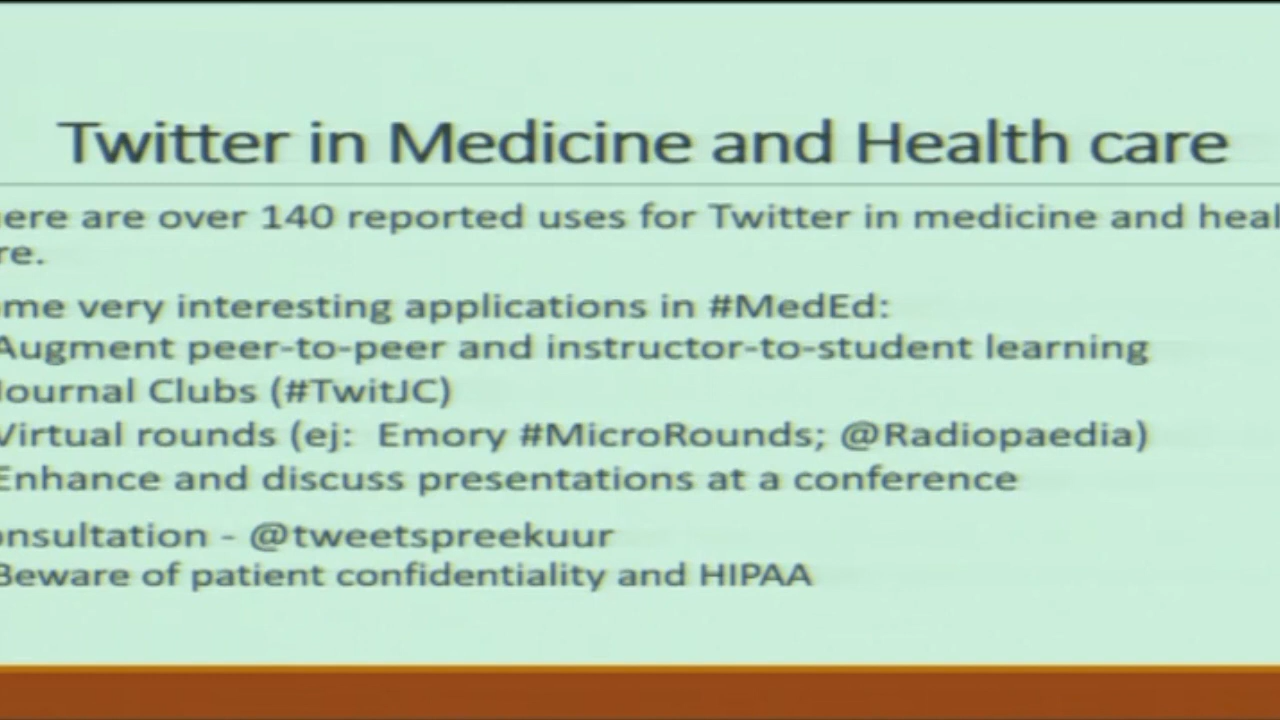 Twitter in Medicine and Health care
ere are over 140 reported uses for Twitter in medicine and heal
re.
me very interesting applications in #MedEd:
Augment peer-to-peer and instructor-to-student learning
Journal Clubs (#TwitJC)
Virtual rounds (ej: Emory #MicroRounds; @Radiopaedia)
Enhance and discuss presentations at a conference
onsultation - @tweetspreekuur
Beware of patient confidentiality and HIPAA